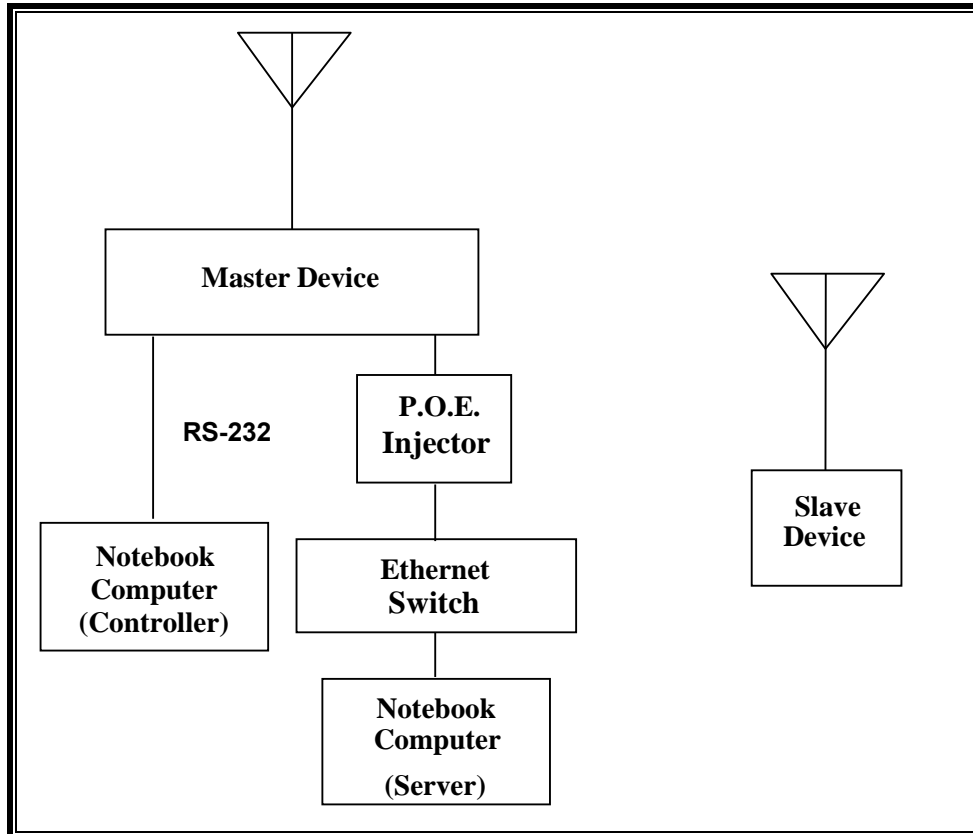 Master Device
P.O.E.
Injector
RS-232
Slave
Device
Notebook
Computer
(Controller)
Ethernet
Switch
Notebook
Computer
(Server)